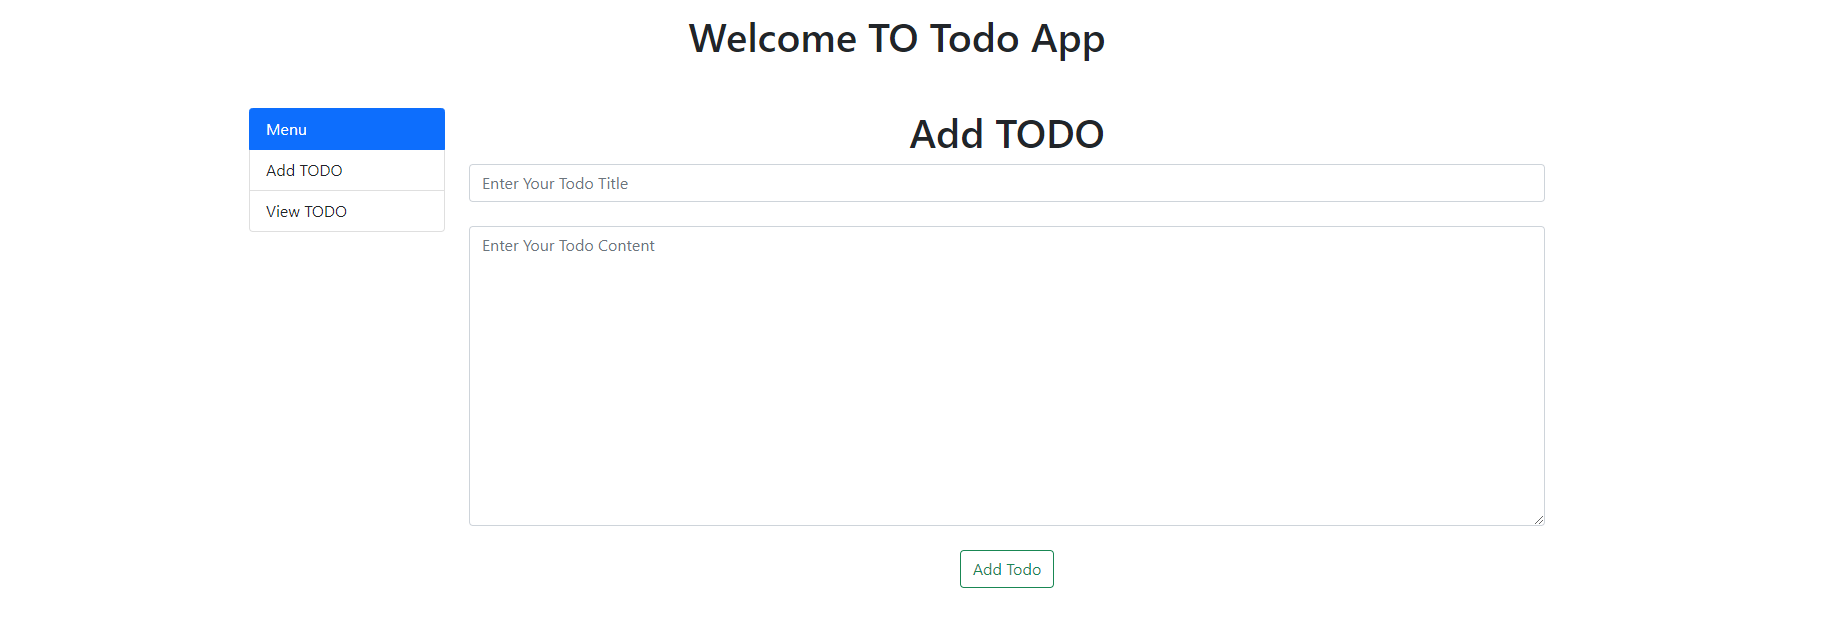 Welcome TO Todo App
Menu
Add TODO
View TODO
Add TODO
Enter Your Todo Title
Enter Your Todo Content
Add Todo